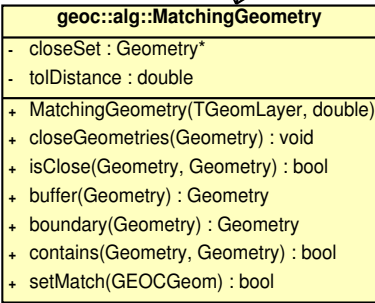 geoc::alg::MatchingGeometry
- closeSet : Geometry*
- tolDistance : double
+ MatchingGeometry(TGeomLayer, double)
+ closeGeometries(Geometry) : void
+ isClose(Geometry, Geometry) : bool
+ buffer(Geometry) : Geometry
+ boundary(Geometry) : Geometry
+ contains(Geometry, Geometry) : bool
+ setMatch(GEOCGeom) : bool